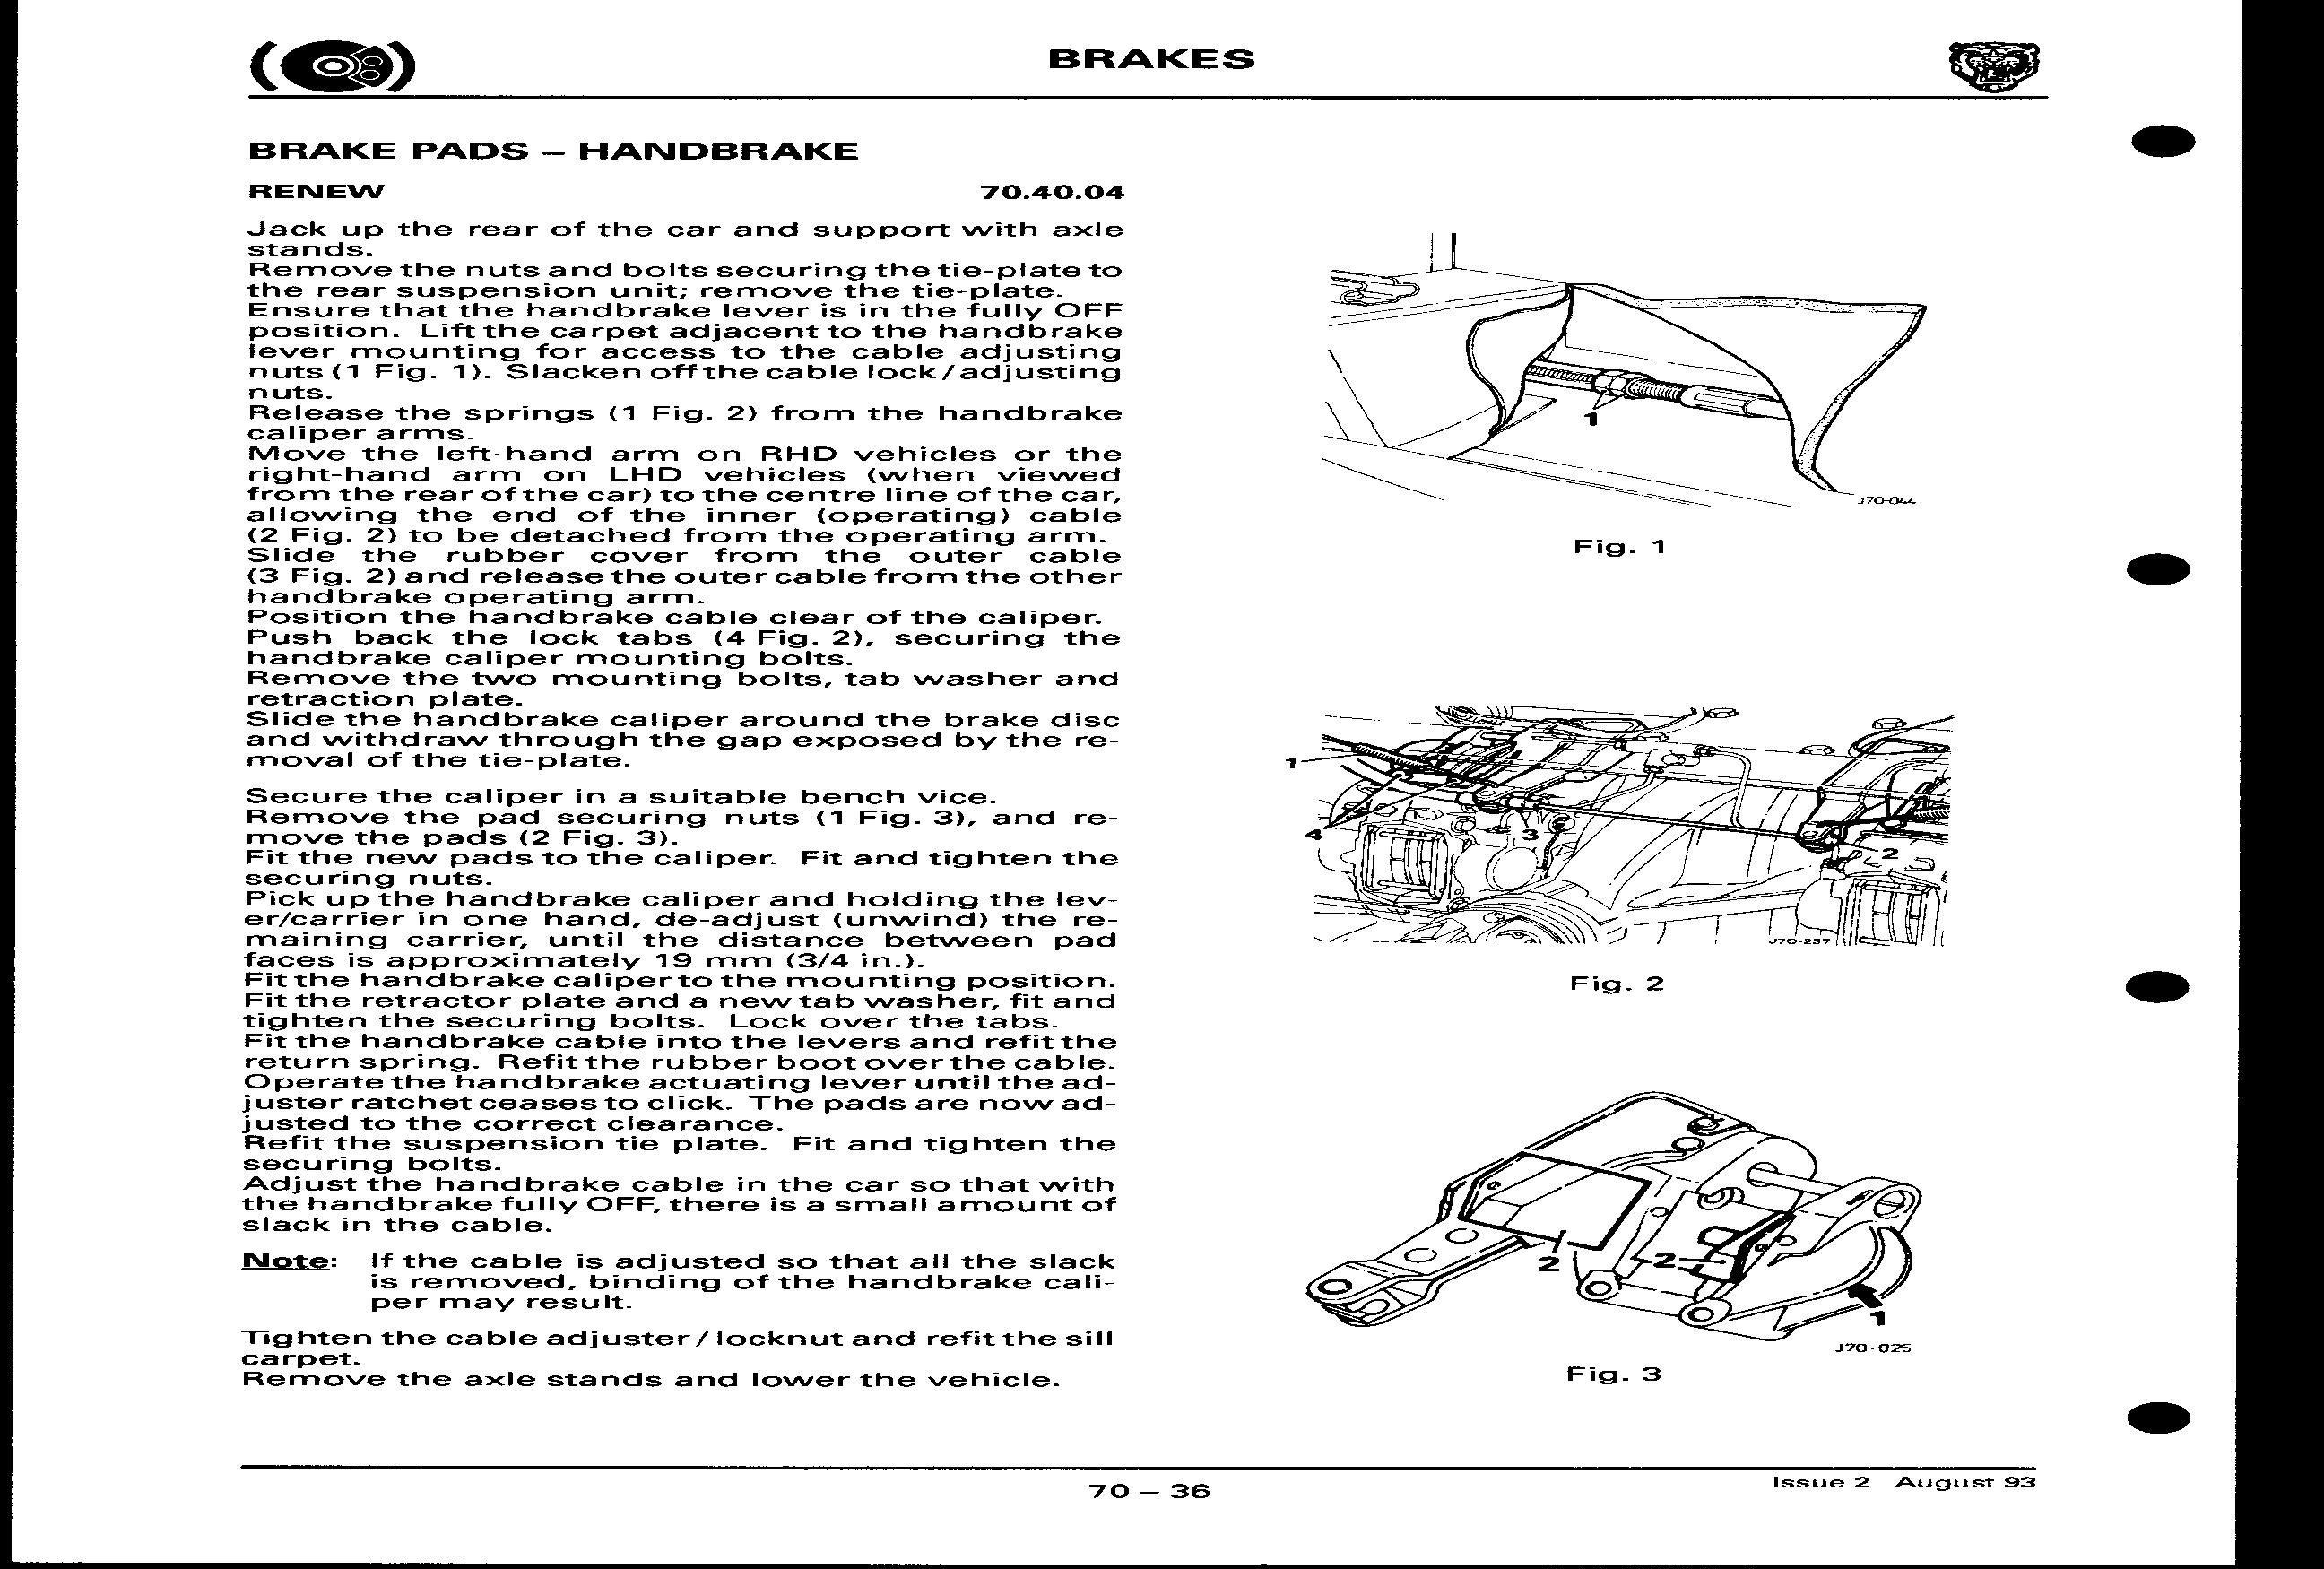 BRAKES
BRAKE PADS – HANDBRAKE
RENEW 70.40.04
Jack up the rear of the car and support with axle
stands.
Remove the nuts and bolts securing the tie-plate to
the rear suspension unit; remove the tie-plate.
Ensure that the handbrake lever is in the fully OFF
position. Lift the carpet adjacent to the handbrake
lever mounting for access to the cable adjusting
nuts (1 Fig. 1). Slacken off the cable lock/adjusting
nuts.
Release the springs (1 Fig. 2) from the handbrake
caliper arms.
Move the left-hand arm on RHD vehicles or the
right-hand arm on LHD vehicles (when viewed
from the rear of the car) to the centre line of the car,
allowing the end of the inner (operating) cable
(2 Fig. 2) to be detached from the operating arm.
Slide the rubber cover from the outer cable
(3 Fig. 2) and release the outer cable from the other
handbrake operating arm.
Position the handbrake cable clear of the caliper.
Push back the lock tabs (4 Fig. 2), securing the
handbrake caliper mounting bolts.
Remove the two mounting bolts, tab washer and
retraction plate.
Slide the handbrake caliper around the brake disc
and withdraw through the gap exposed by the re-
moval of the tie-plate.
Secure the caliper in a suitable bench vice.
Remove the pad securing nuts (1 Fig. 3), and re-
move the pads (2 Fig. 3).
Fit the new pads to the caliper. Fit and tighten the
securing nuts.
Pick up the handbrake caliper and holding the lev-
er/carrier in one hand, de-adjust (unwind) the re-
maining carrier, until the distance between pad
faces is approximately 19 mm (3/4 in.).
Fit the handbrake caliper to the mounting position.
Fit the retractor plate and a new tab washer, fit and
tighten the securing bolts. Lock over the tabs.
Fit the handbrake cable into the levers and refit the
return spring. Refit the rubber boot over the cable.
Operate the handbrake actuating lever until the ad-
juster ratchet ceases to click. The pads are now ad-
justed to the correct clearance.
Refit the suspension tie plate. Fit and tighten the
securing bolts.
Adjust the handbrake cable in the car so that with
the handbrake fully OFF, there is a small amount of
slack in the cable.
Note: If the cable is adjusted so that all the slack
is removed, binding of the handbrake cali-
per may result.
Tighten the cable adjuster/locknut and refit the sill
carpet.
Remove the axle stands and lower the vehicle.
1
J70-044
Fig. 1
1
4
3
2
J70-237
Fig. 2
2
2
1
J70-025
Fig. 3
70 – 36
Issue 2 August 93